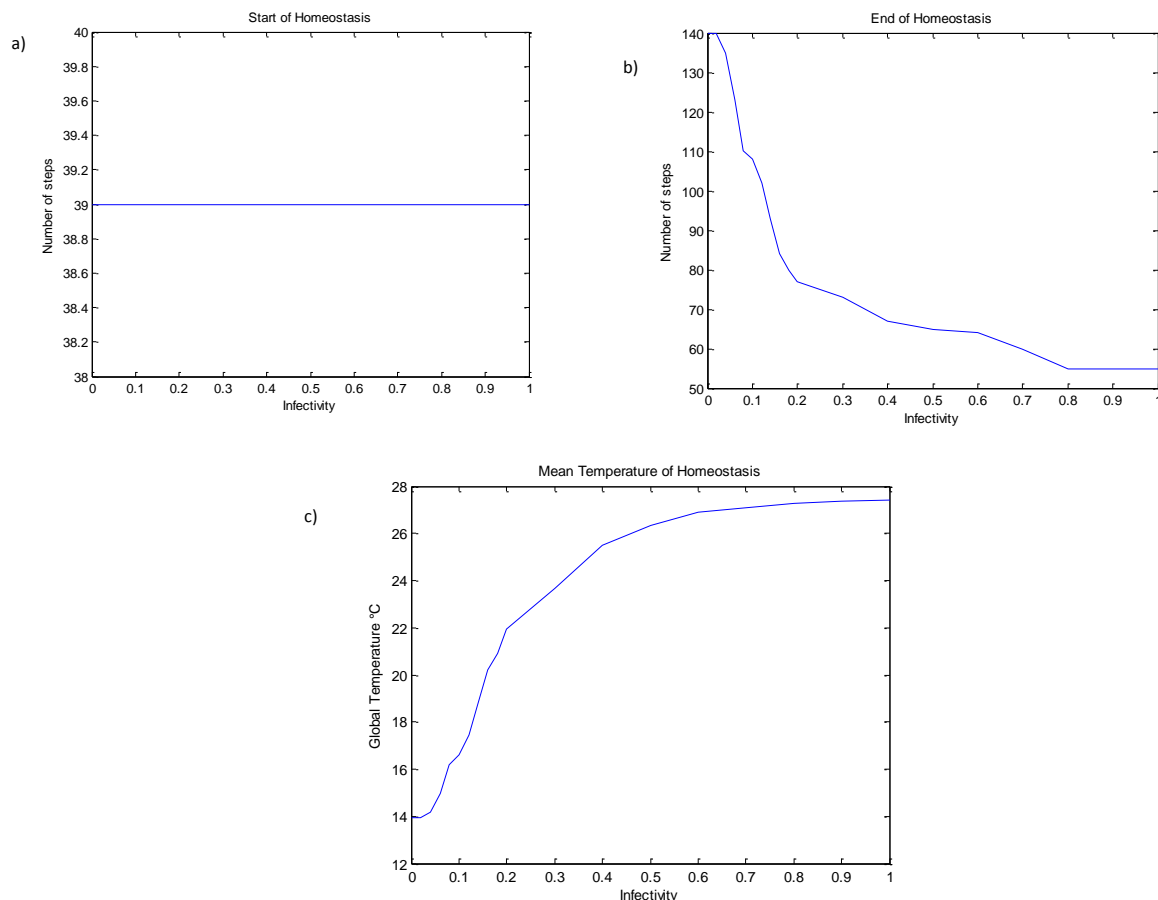 a)
Start of Homeostasis
40
39.8
39.6
39.4
39.2
39
38.8
38.6
38.4
38.2
38
Number of steps
0 0.1 0.2 0.3 0.4 0.5 0.6 0.7 0.8 0.9 1
Infectivity
b)
End of Homeostasis
140
130
120
110
100
90
80
70
60
50
Number of steps
0 0.1 0.2 0.3 0.4 0.5 0.6 0.7 0.8 0.9 1
Infectivity
c)
Mean Temperature of Homeostasis
28
26
24
22
20
18
16
14
12
Global Temperature °C
0.1 0.2 0.3 0.4 0.5 0.6 0.7 0.8 0.9 1
Infectivity